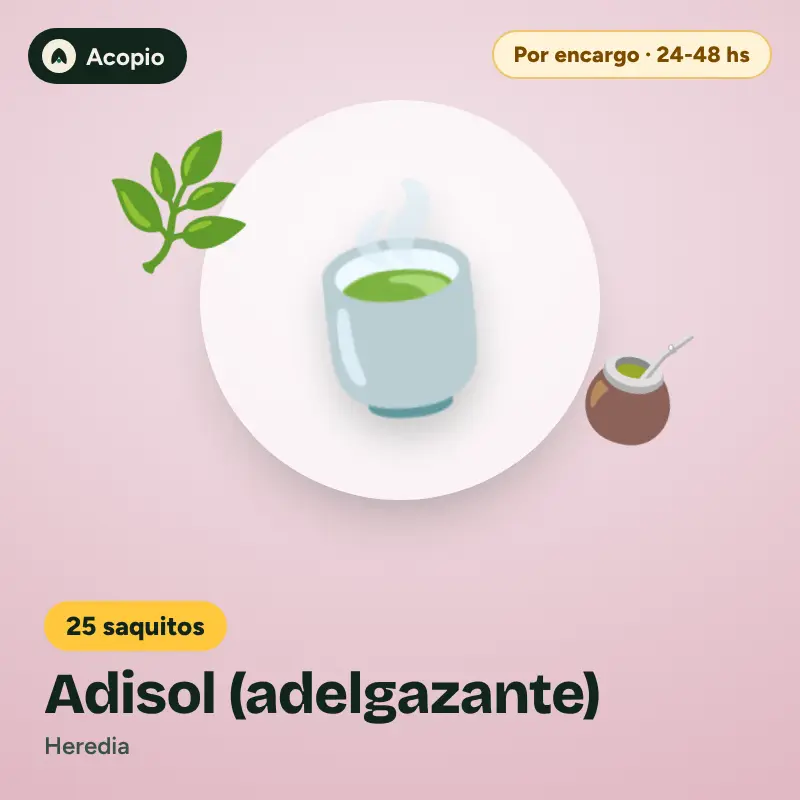 Acopio
Por encargo · 24-48 hs
25 saquitos
Adisol (adelgazante)
Heredia